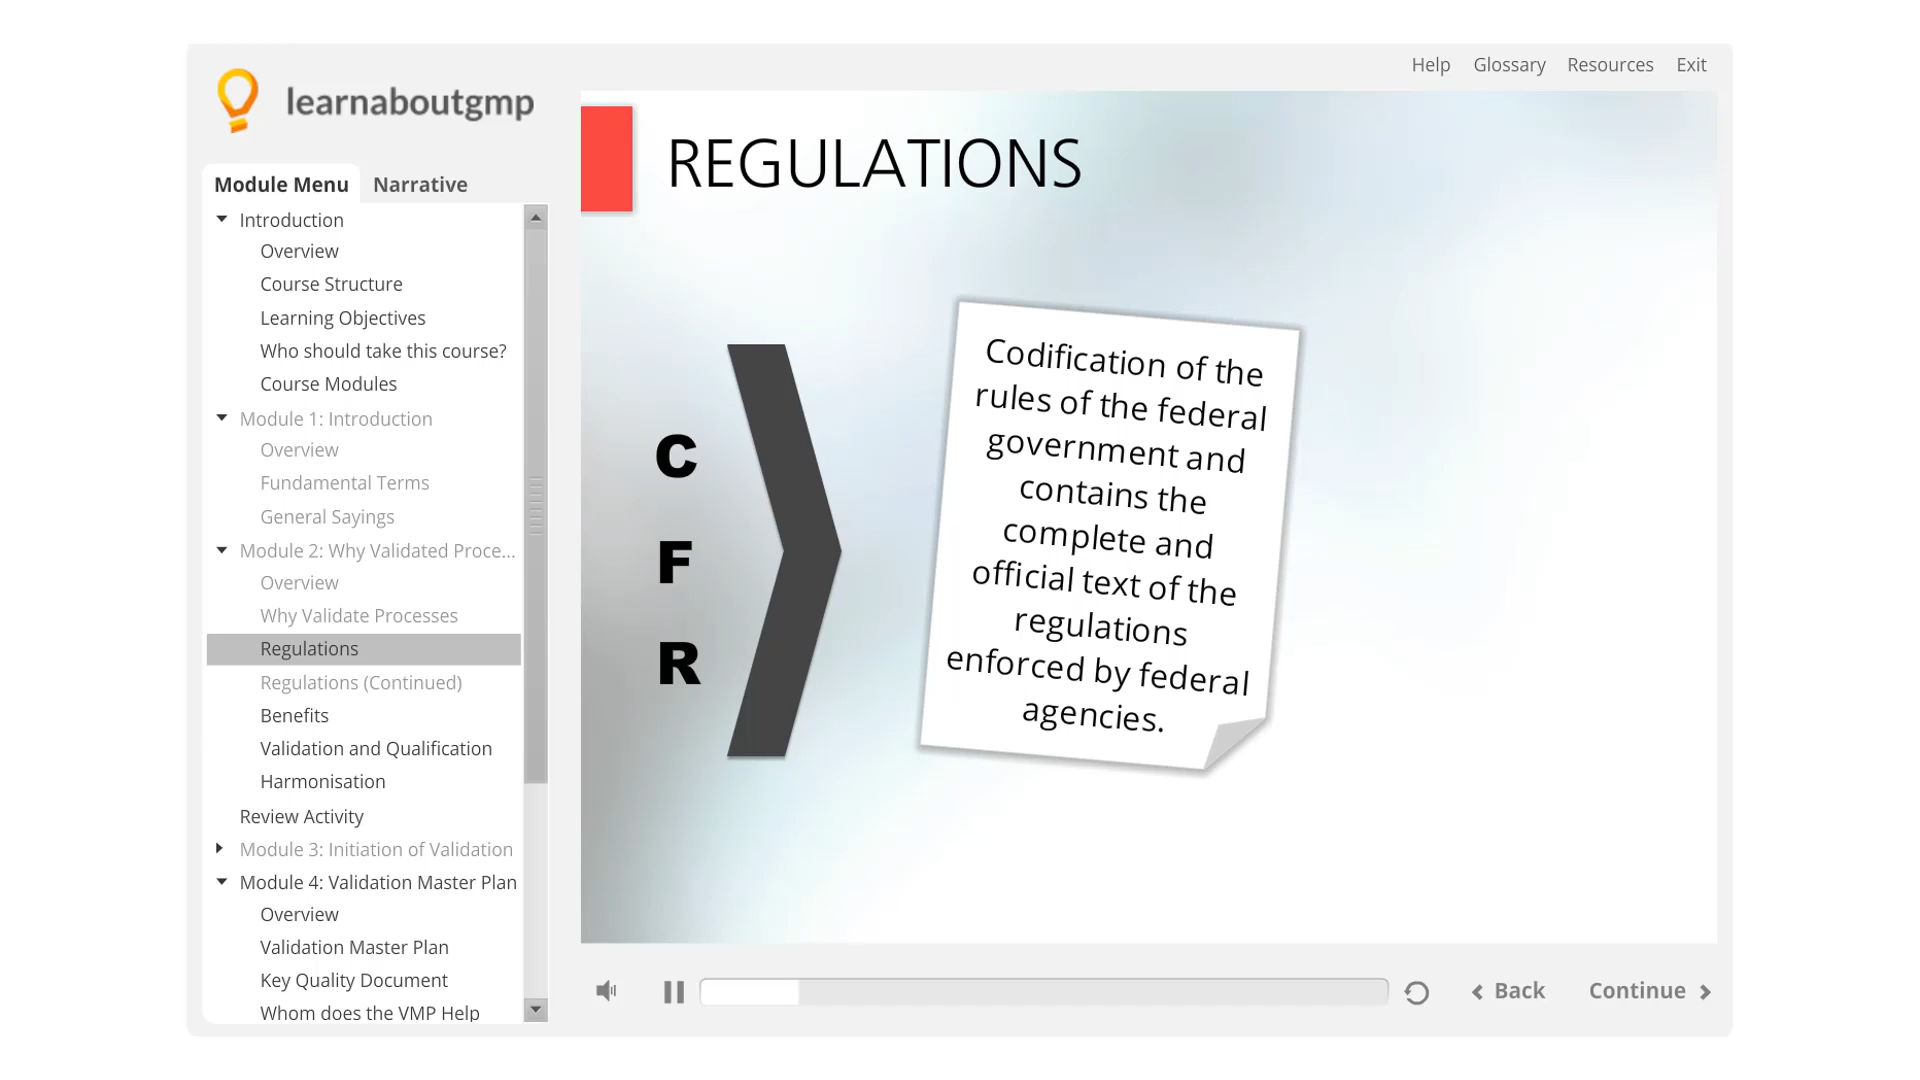 Help Glossary Resources Exit
learnaboutgmp
Module Menu Narrative
Introduction
Overview
Course Structure
Learning Objectives
Who should take this course?
Course Modules
Module 1: Introduction
Overview
Fundamental Terms
General Sayings
Module 2: Why Validated Proce...
Overview
Why Validate Processes
Regulations
Regulations (Continued)
Benefits
Validation and Qualification
Harmonisation
Review Activity
Module 3: Initiation of Validation
Module 4: Validation Master Plan
Overview
Validation Master Plan
Key Quality Document
Whom does the VMP Help
REGULATIONS
C
F
R
Codification of the
rules of the federal
government and
contains the
complete and
official text of the
regulations
enforced by federal
agencies.
Back Continue